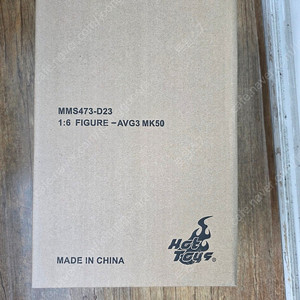 MMS473-D23
1:6 FIGURE -AVG3 MK50
Hot
Toys®
MADE IN CHINA